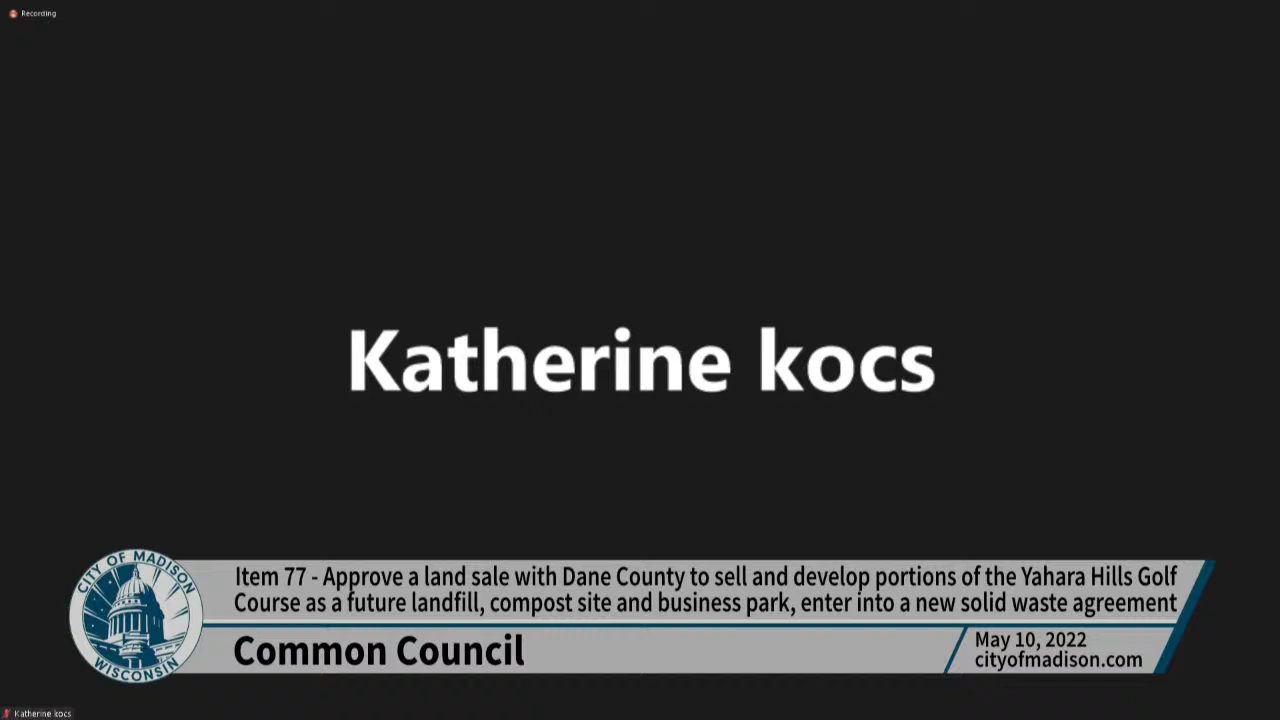 Recording
Katherine kocs
CITY OF MADISON
WISCONSIN
Item 77 - Approve a land sale with Dane County to sell and develop portions of the Yahara Hills Golf
Course as a future landfill, compost site and business park, enter into a new solid waste agreement
Common Council
May 10, 2022
cityofmadison.com
Katherine kocs